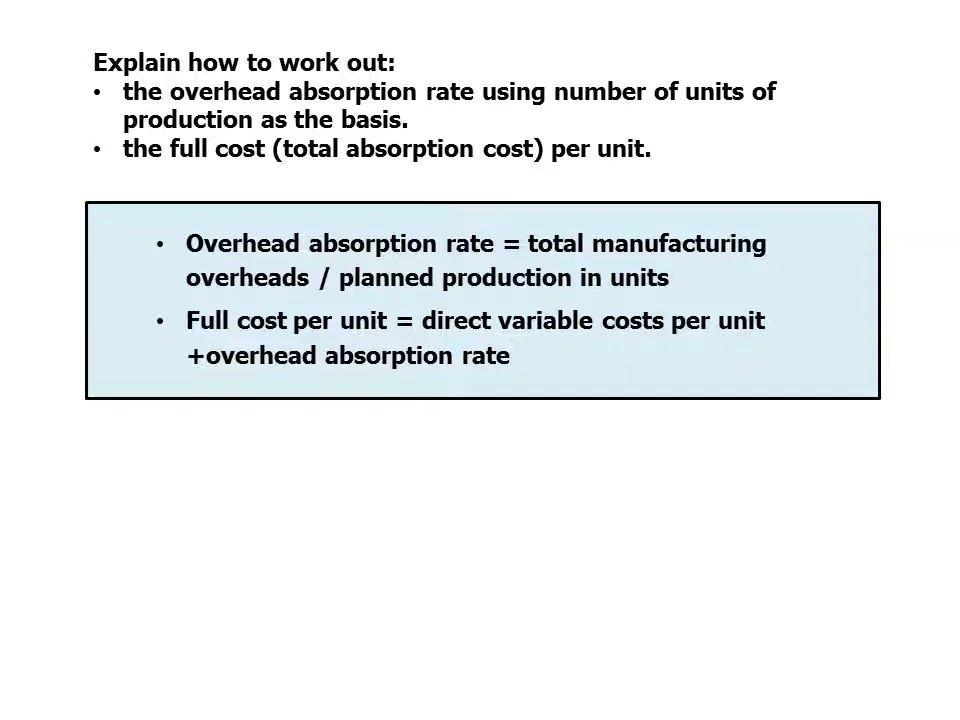 Explain how to work out:
• the overhead absorption rate using number of units of
production as the basis.
• the full cost (total absorption cost) per unit.
• Overhead absorption rate = total manufacturing
overheads / planned production in units
• Full cost per unit = direct variable costs per unit
+overhead absorption rate